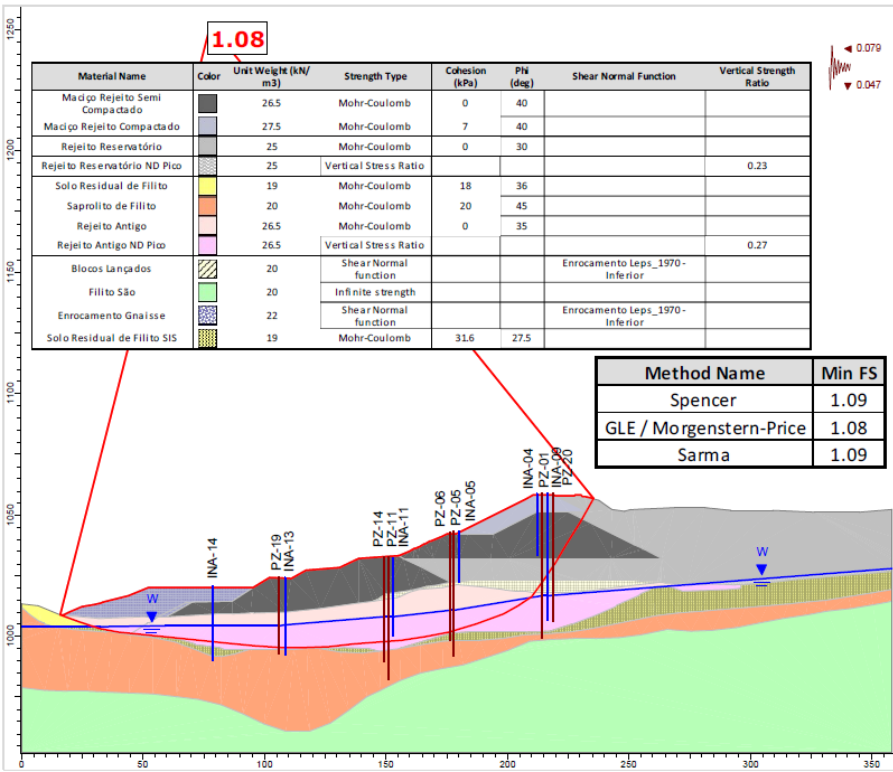 1.08
0.079
0.047
Material Name Color Unit Weight (kN/ m3) Strength Type Cohesion (kPa) Phi (deg) Shear Normal Function Vertical Strength Ratio
Maciço Rejeito Semi Compactado 26.5 Mohr-Coulomb 0 40
Maciço Rejeito Compactado 27.5 Mohr-Coulomb 7 40
Rejeito Reservatório 25 Mohr-Coulomb 0 30
Rejeito Reservatório ND Pico 25 Vertical Stress Ratio 0.23
Solo Residual de Filito 19 Mohr-Coulomb 18 36
Saprolito de Filito 20 Mohr-Coulomb 20 45
Rejeito Antigo 26.5 Mohr-Coulomb 0 35
Rejeito Antigo ND Pico 26.5 Vertical Stress Ratio 0.27
Blocos Lançados 20 Shear Normal function Enrocamento Leps_1970 - Inferior
Filito São 20 Infinite strength
Enrocamento Gnaisse 22 Shear Normal function Enrocamento Leps_1970 - Inferior
Solo Residual de Filito SIS 19 Mohr-Coulomb 31.6 27.5
Method Name Min FS
Spencer 1.09
GLE / Morgenstern-Price 1.08
Sarma 1.09
1250
1200
1150
1100
1050
1000
INA-14
PZ-19
INA-13
PZ-14
PZ-11
INA-11
PZ-06
PZ-05
INA-05
INA-04
PZ-01
INA-09
PZ-20
W
W
0 50 100 150 200 250 300 350